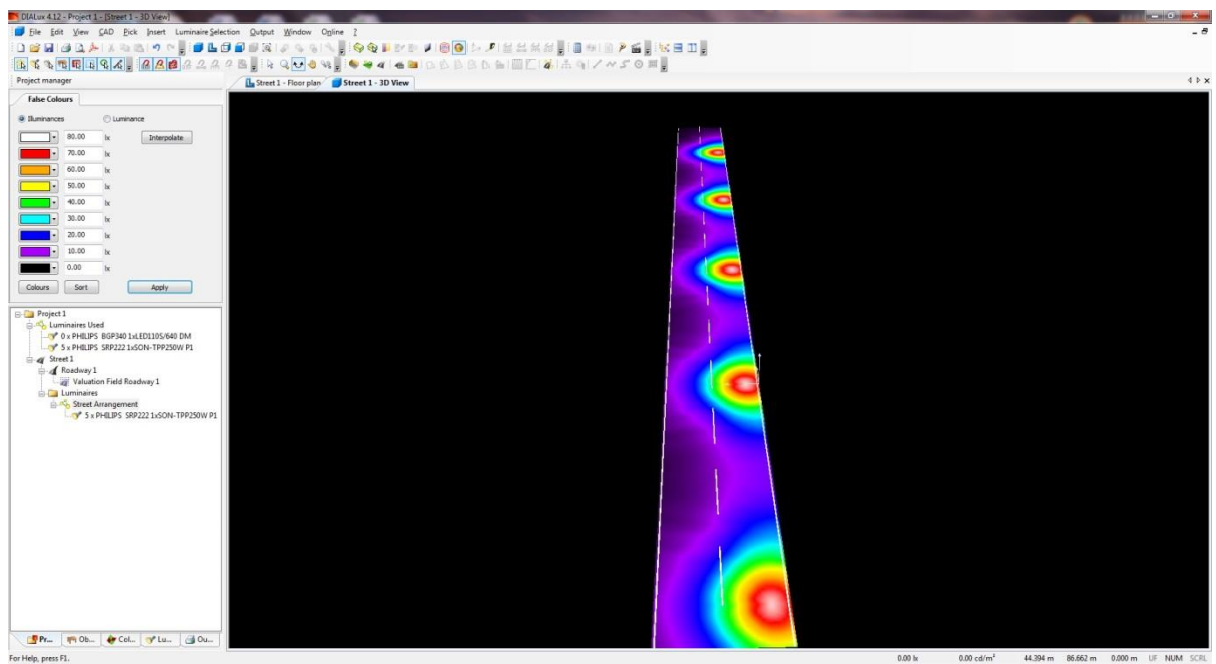 DIALux 4.12 - Project 1 - [Street 1 - 3D View]
File Edit View CAD Pick Insert Luminaire Selection Output Window Online ?
Project manager
Street 1 - Floor plan Street 1 - 3D View
False Colours
Illuminances Luminance
80.00 lx Interpolate
70.00 lx
60.00 lx
50.00 lx
40.00 lx
30.00 lx
20.00 lx
10.00 lx
0.00 lx
Colours Sort Apply
Project 1
Luminaires Used
0 x PHILIPS BGP340 1xLED110S/640 DM
5 x PHILIPS SRP222 1xSON-TPP250W P1
Street 1
Roadway 1
Valuation Field Roadway 1
Luminaires
Street Arrangement
5 x PHILIPS SRP222 1xSON-TPP250W P1
Pr... Ob... Col... Lu... Ou...
For Help, press F1. 0.00 lx 0.00 cd/m² 44.394 m 86.662 m 0.000 m UF NUM SCRL